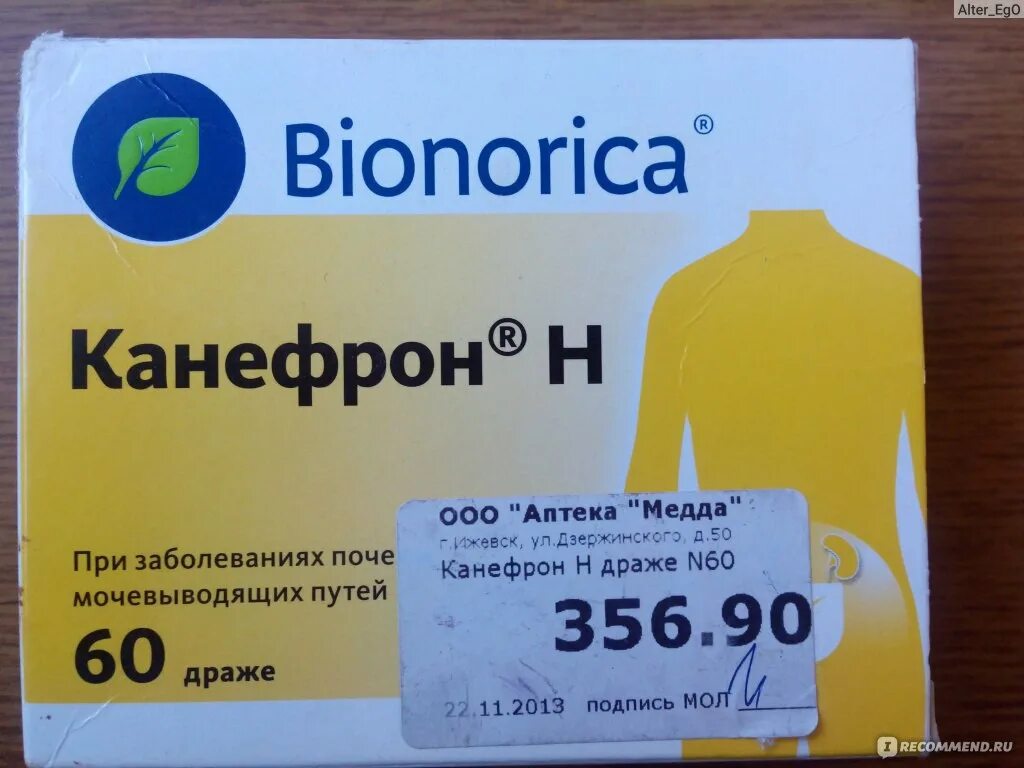 Alter_EgO
Bionorica®
Канефрон® Н
При заболеваниях поче
мочевыводящих путей
60 драже
ООО "Аптека "Медда"
г.Ижевск, ул.Дзержинского, д.50
Канефрон Н драже N60
356.90
22.11.2013 подпись МОЛ
IRECOMMEND.RU